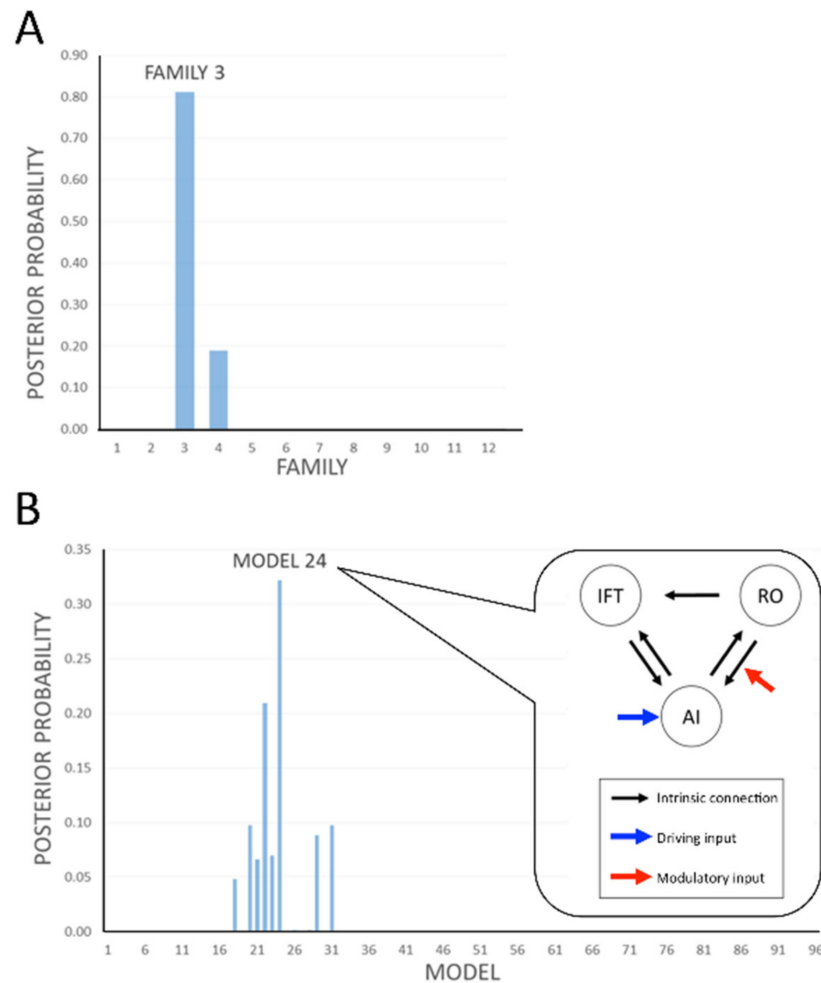 A
0.90
FAMILY 3
0.80
0.70
0.60
0.50
0.40
0.30
0.20
0.10
0.00
POSTERIOR PROBABILITY
1 2 3 4 5 6 7 8 9 10 11 12
FAMILY
B
0.35
MODEL 24
0.30
0.25
0.20
0.15
0.10
0.05
0.00
POSTERIOR PROBABILITY
IFT RO
AI
Intrinsic connection
Driving input
Modulatory input
1 6 11 16 21 26 31 36 41 46 51 56 61 66 71 76 81 86 91 96
MODEL